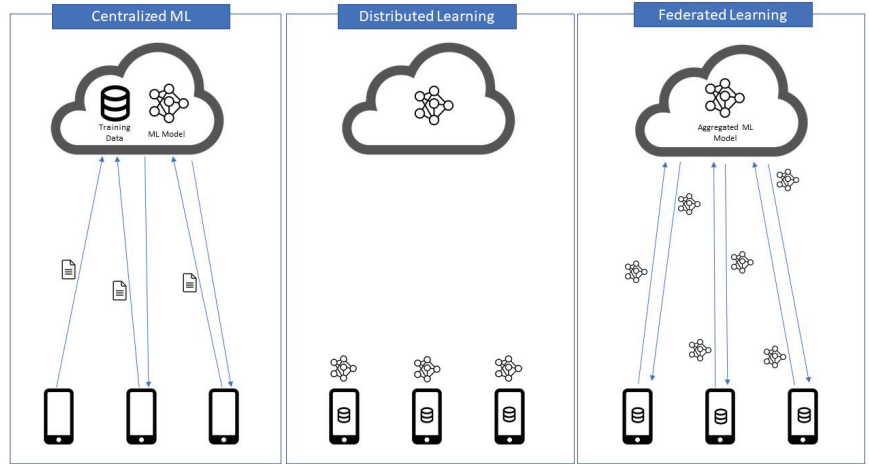 Centralized ML
Distributed Learning
Federated Learning
Training
Data
ML Model
Aggregated ML
Model